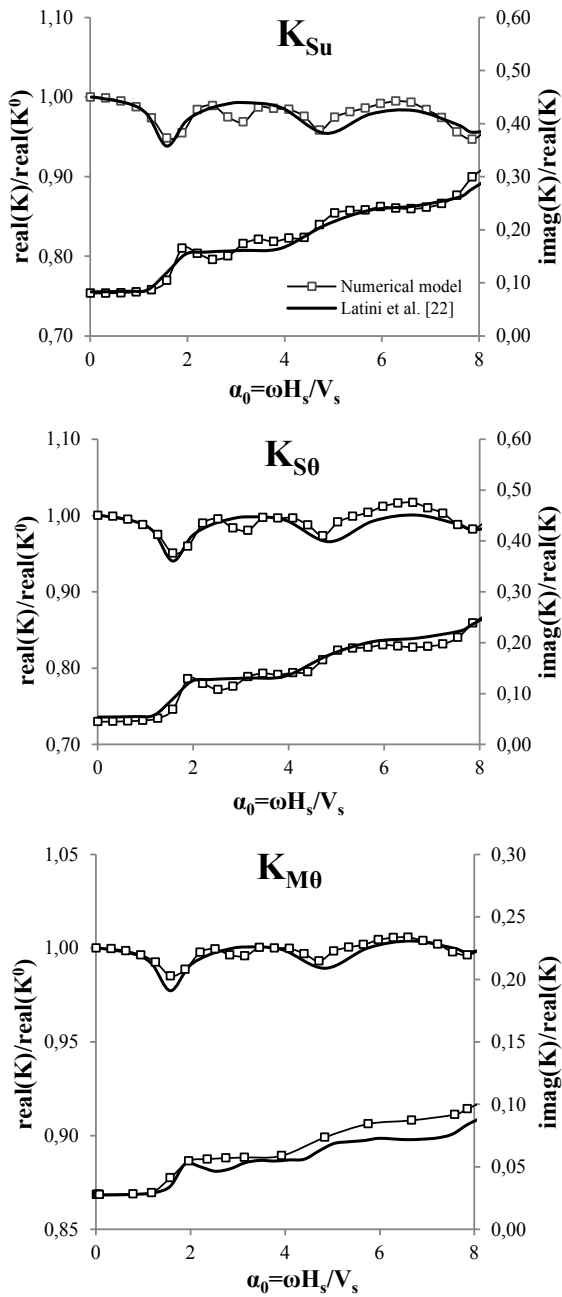 K_Su
real(K)/real(K⁰)
1,10
1,00
0,90
0,80
0,70
0,60
0,50
0,40
0,30
0,20
0,10
0,00
imag(K)/real(K)
Numerical model
Latini et al. [22]
0 2 4 6 8
α₀=ωHₛ/Vₛ
K_Sθ
real(K)/real(K⁰)
1,10
1,00
0,90
0,80
0,70
0,60
0,50
0,40
0,30
0,20
0,10
0,00
imag(K)/real(K)
0 2 4 6 8
α₀=ωHₛ/Vₛ
K_Mθ
real(K)/real(K⁰)
1,05
1,00
0,95
0,90
0,85
0,30
0,25
0,20
0,15
0,10
0,05
0,00
imag(K)/real(K)
0 2 4 6 8
α₀=ωHₛ/Vₛ